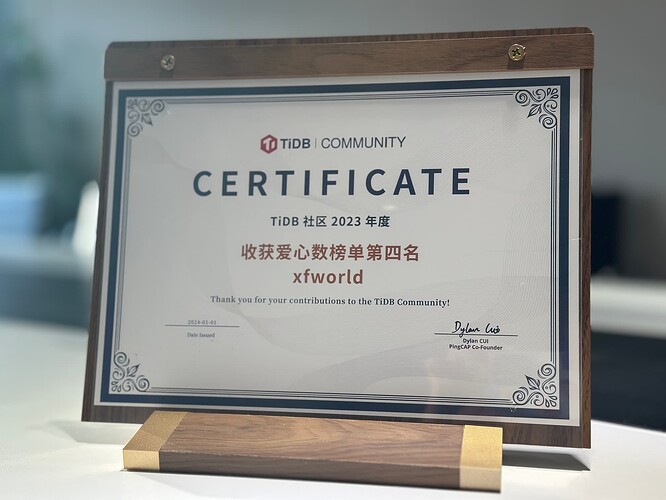 TiDB | COMMUNITY
CERTIFICATE
TiDB 社区 2023 年度
收获爱心数榜单第四名
xfworld
Thank you for your contributions to the TiDB Community!
2024-01-01
Date Issued
Dylan Cui
Dylan CUI
PingCAP Co-Founder